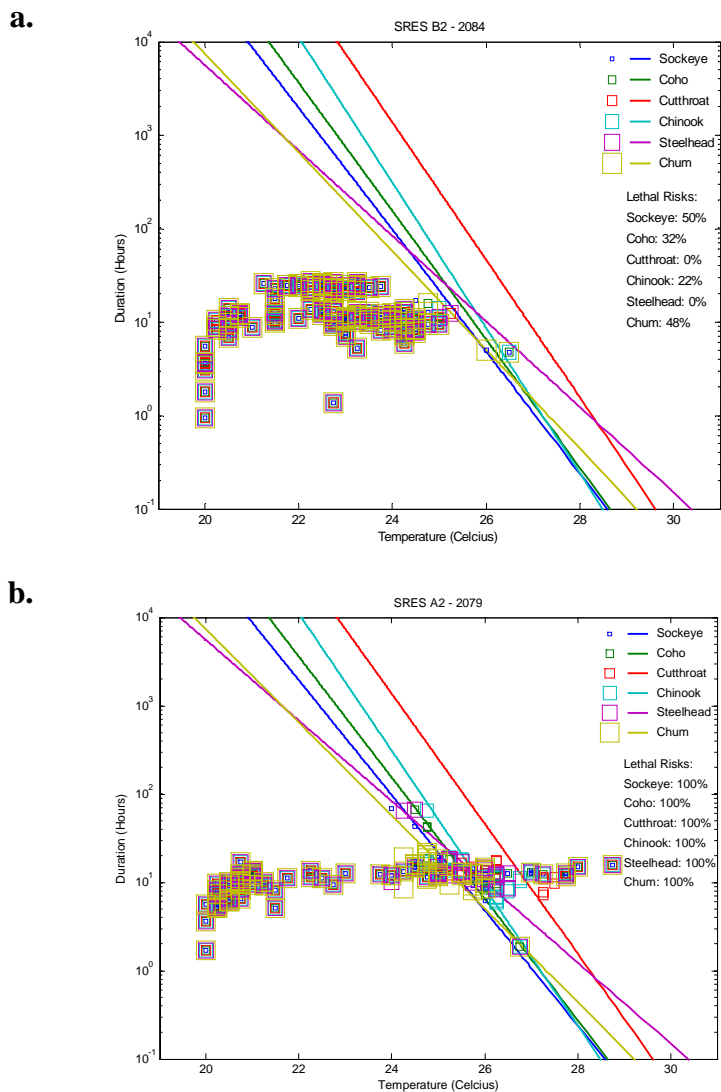 a.
SRES B2 - 2084
10^4
10^3
10^2
10^1
10^0
10^-1
Duration (Hours)
20 22 24 26 28 30
Temperature (Celcius)
Sockeye
Coho
Cutthroat
Chinook
Steelhead
Chum
Lethal Risks:
Sockeye: 50%
Coho: 32%
Cutthroat: 0%
Chinook: 22%
Steelhead: 0%
Chum: 48%
b.
SRES A2 - 2079
10^4
10^3
10^2
10^1
10^0
10^-1
Duration (Hours)
20 22 24 26 28 30
Temperature (Celcius)
Sockeye
Coho
Cutthroat
Chinook
Steelhead
Chum
Lethal Risks:
Sockeye: 100%
Coho: 100%
Cutthroat: 100%
Chinook: 100%
Steelhead: 100%
Chum: 100%